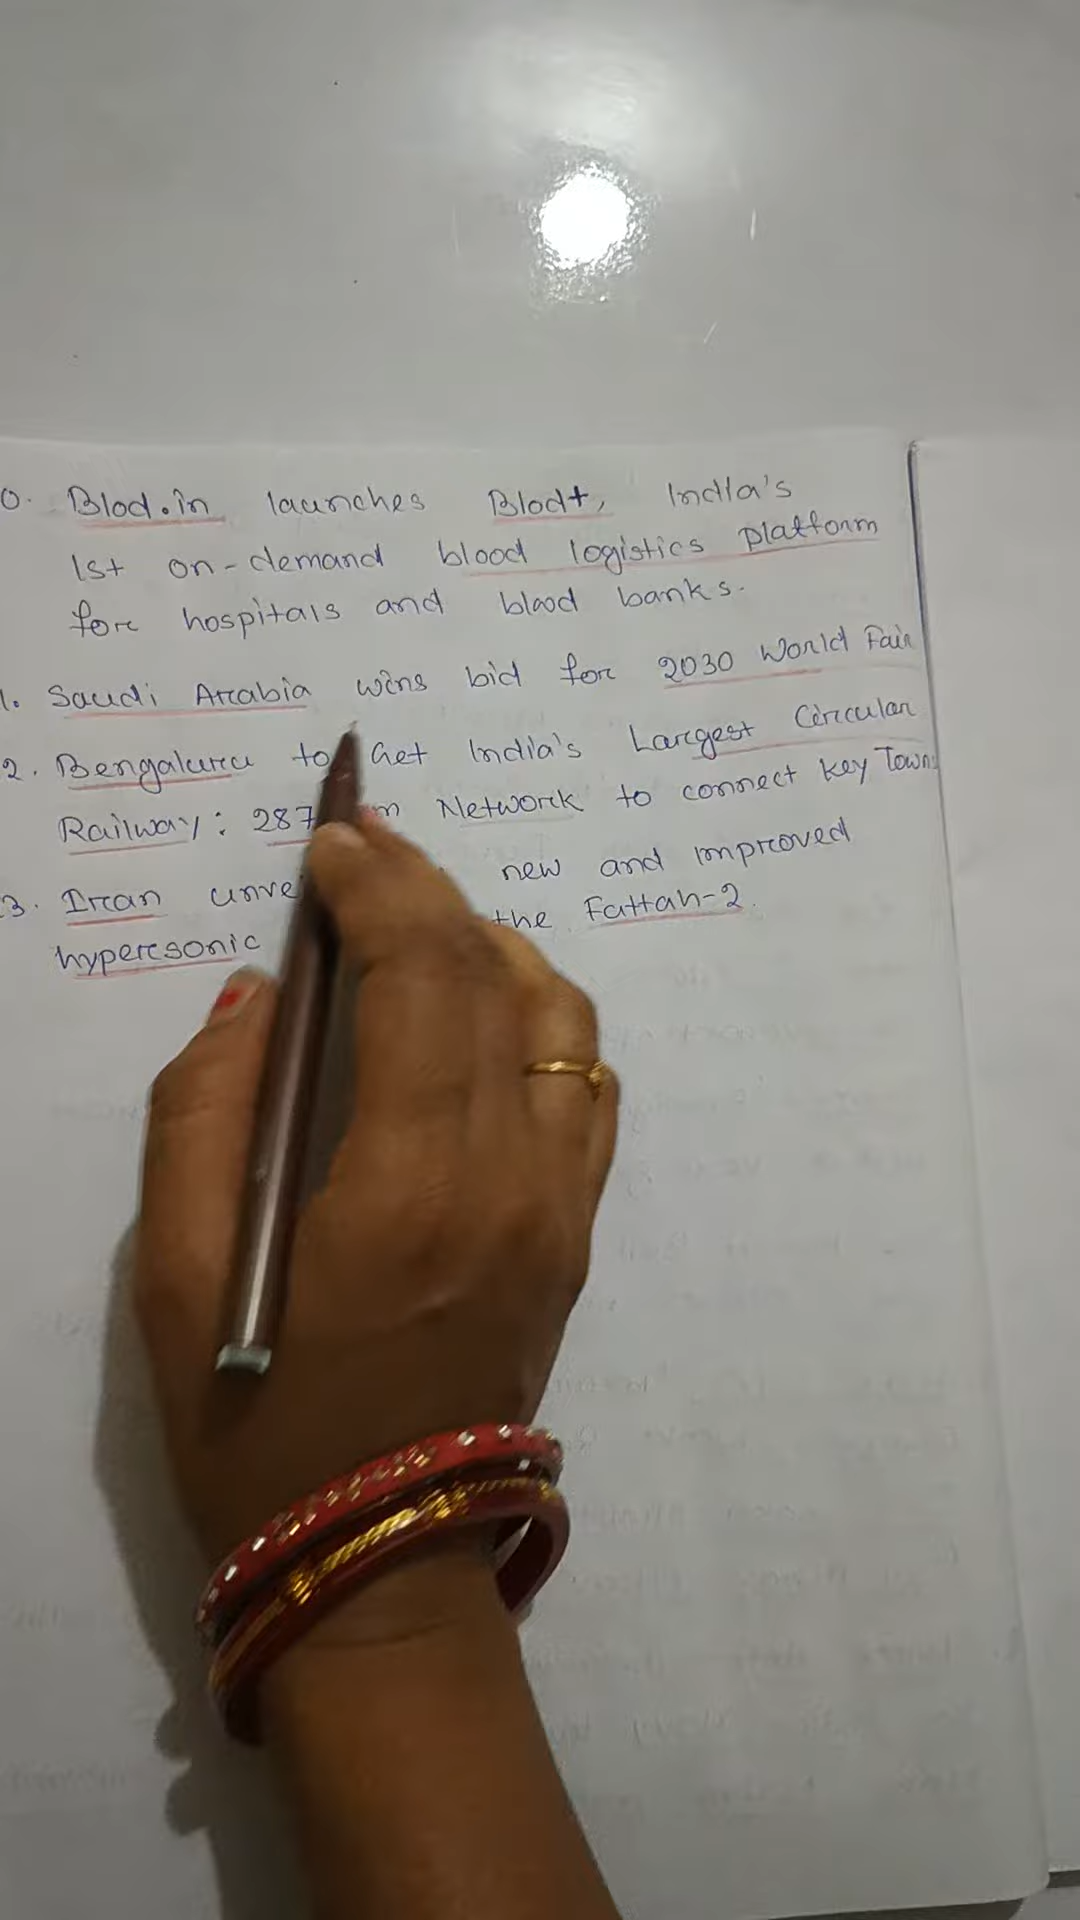 0. Blod.in launches Blod+, India's
1st on-demand blood logistics platform
for hospitals and blood banks.
1. Saudi Arabia wins bid for 2030 World Fair
2. Bengaluru to Get India's Largest Circular
Railway: 287 m Network to connect key Towns
3. Iran new and improved
hypersonic the Fattah-2.